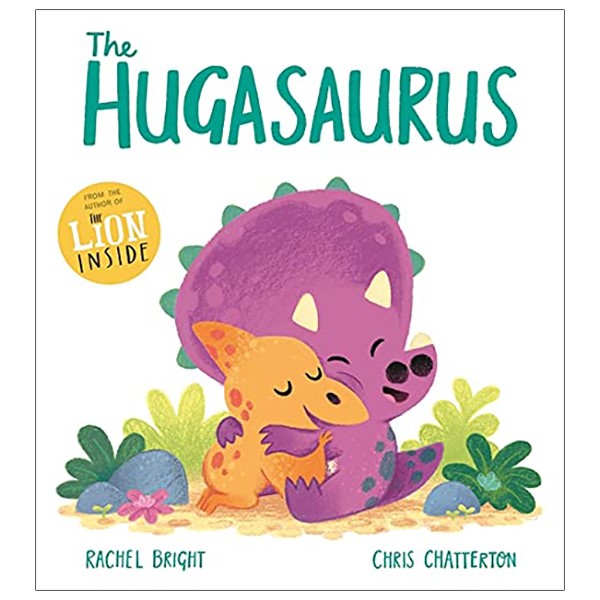 The
HUGASAURUS
FROM THE
AUTHOR OF
THE
LION
INSIDE
RACHEL BRIGHT
CHRIS CHATTERTON